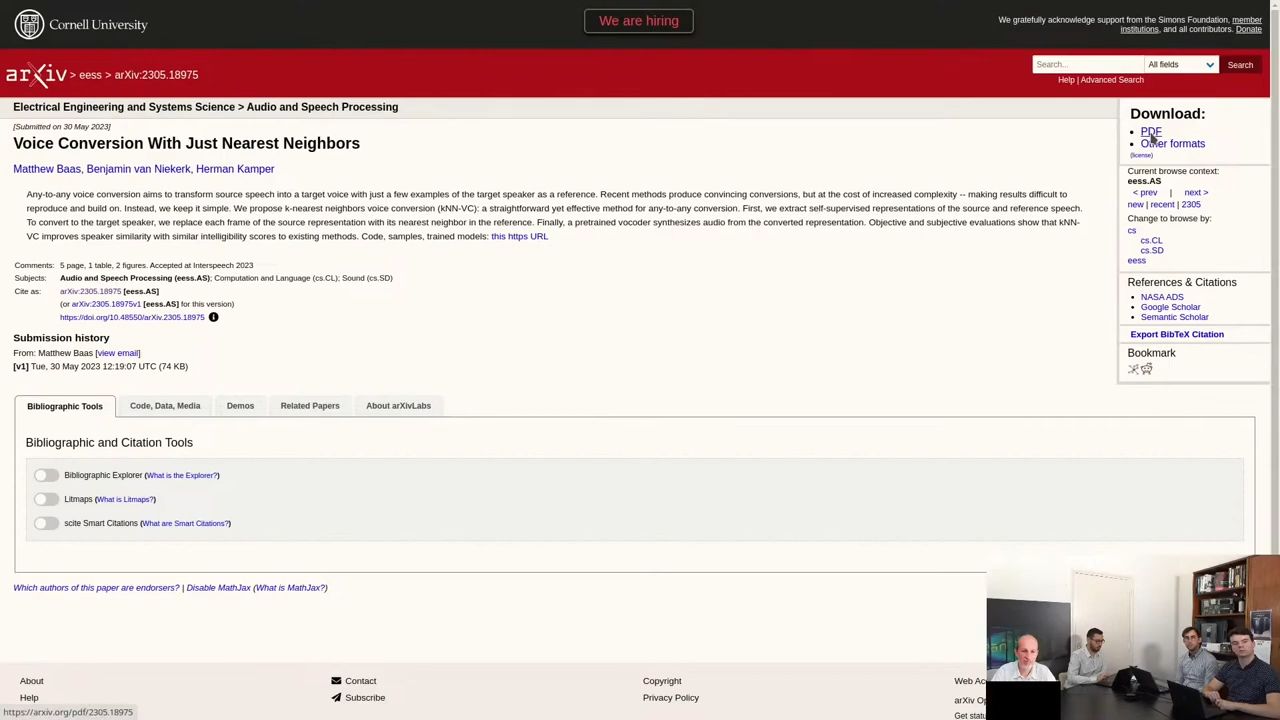 Cornell University
We are hiring
We gratefully acknowledge support from the Simons Foundation, member
institutions, and all contributors. Donate
arXiv > eess > arXiv:2305.18975
Search...
All fields
Search
Help | Advanced Search
Electrical Engineering and Systems Science > Audio and Speech Processing
[Submitted on 30 May 2023]
Voice Conversion With Just Nearest Neighbors
Matthew Baas, Benjamin van Niekerk, Herman Kamper
Any-to-any voice conversion aims to transform source speech into a target voice with just a few examples of the target speaker as a reference. Recent methods produce convincing conversions, but at the cost of increased complexity -- making results difficult to
reproduce and build on. Instead, we keep it simple. We propose k-nearest neighbors voice conversion (kNN-VC): a straightforward yet effective method for any-to-any conversion. First, we extract self-supervised representations of the source and reference speech.
To convert to the target speaker, we replace each frame of the source representation with its nearest neighbor in the reference. Finally, a pretrained vocoder synthesizes audio from the converted representation. Objective and subjective evaluations show that kNN-
VC improves speaker similarity with similar intelligibility scores to existing methods. Code, samples, trained models: this https URL
Comments: 5 page, 1 table, 2 figures. Accepted at Interspeech 2023
Subjects: Audio and Speech Processing (eess.AS); Computation and Language (cs.CL); Sound (cs.SD)
Cite as: arXiv:2305.18975 [eess.AS]
(or arXiv:2305.18975v1 [eess.AS] for this version)
https://doi.org/10.48550/arXiv.2305.18975
Submission history
From: Matthew Baas [view email]
[v1] Tue, 30 May 2023 12:19:07 UTC (74 KB)
Download:
PDF
Other formats
(license)
Current browse context:
eess.AS
< prev | next >
new | recent | 2305
Change to browse by:
cs
cs.CL
cs.SD
eess
References & Citations
NASA ADS
Google Scholar
Semantic Scholar
Export BibTeX Citation
Bookmark
Bibliographic Tools
Code, Data, Media
Demos
Related Papers
About arXivLabs
Bibliographic and Citation Tools
Bibliographic Explorer (What is the Explorer?)
Litmaps (What is Litmaps?)
scite Smart Citations (What are Smart Citations?)
Which authors of this paper are endorsers? | Disable MathJax (What is MathJax?)
About
Help
Contact
Subscribe
Copyright
Privacy Policy
Web Ac
arXiv Op
Get statu
https://arxiv.org/pdf/2305.18975